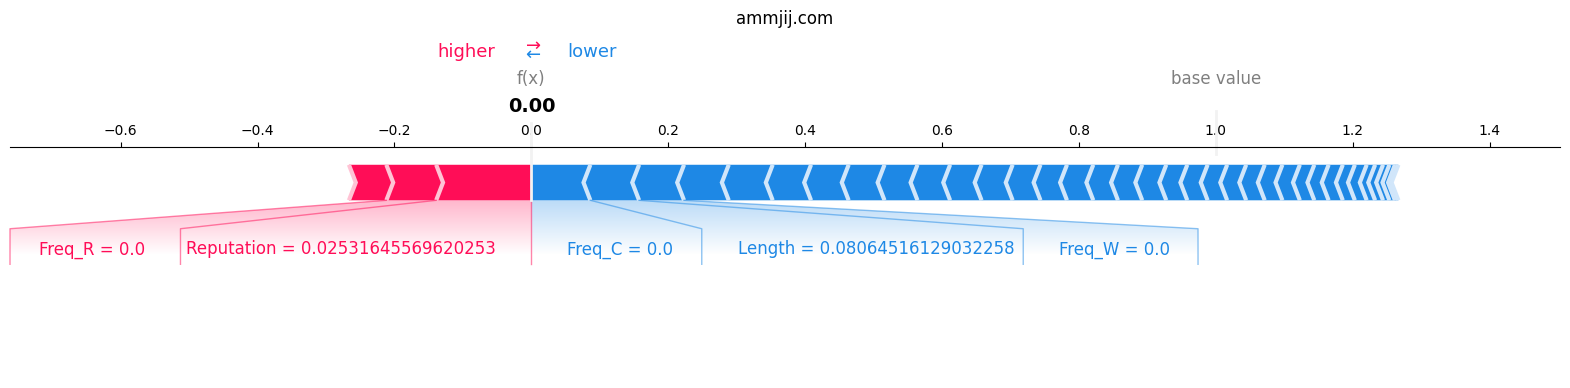 ammjij.com
higher ⇄ lower
f(x) base value
0.00
−0.6 −0.4 −0.2 0.0 0.2 0.4 0.6 0.8 1.0 1.2 1.4
Freq_R = 0.0 Reputation = 0.02531645569620253 Freq_C = 0.0 Length = 0.08064516129032258 Freq_W = 0.0